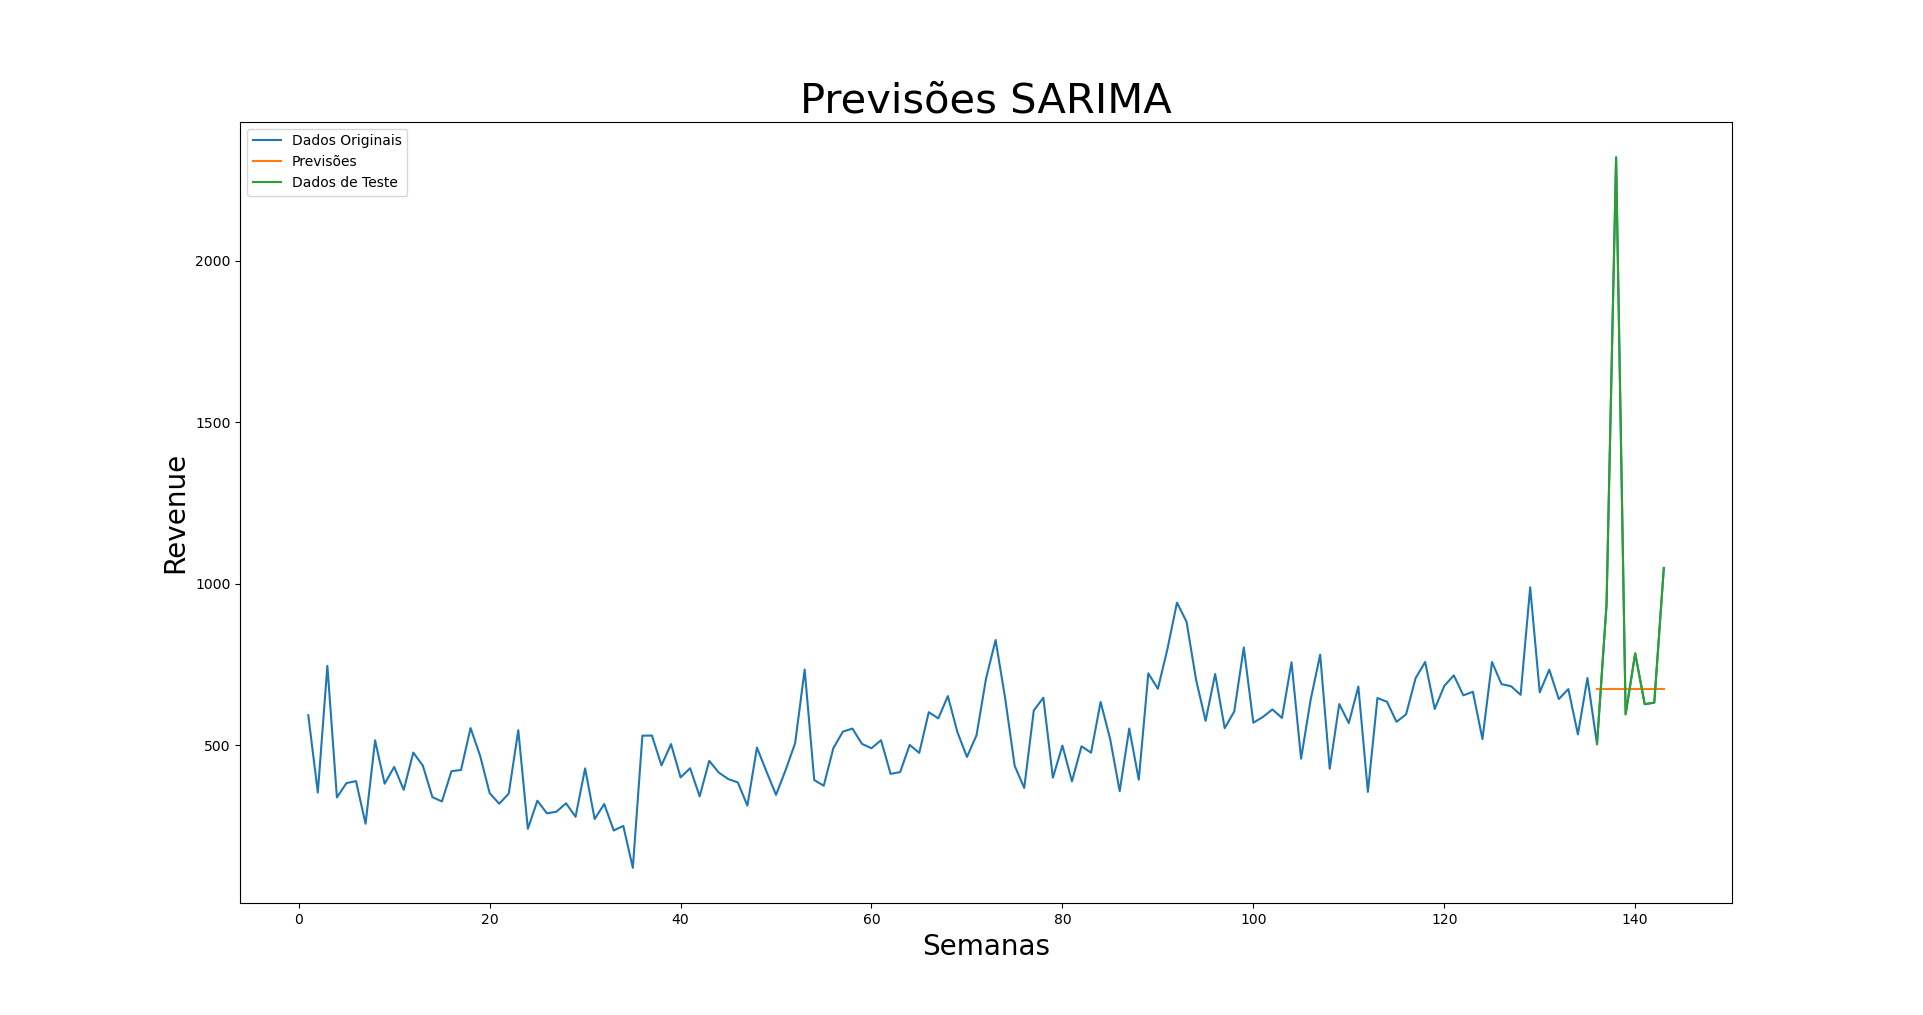 Previsões SARIMA
Dados Originais
Previsões
Dados de Teste
Revenue
2000
1500
1000
500
0 20 40 60 80 100 120 140
Semanas